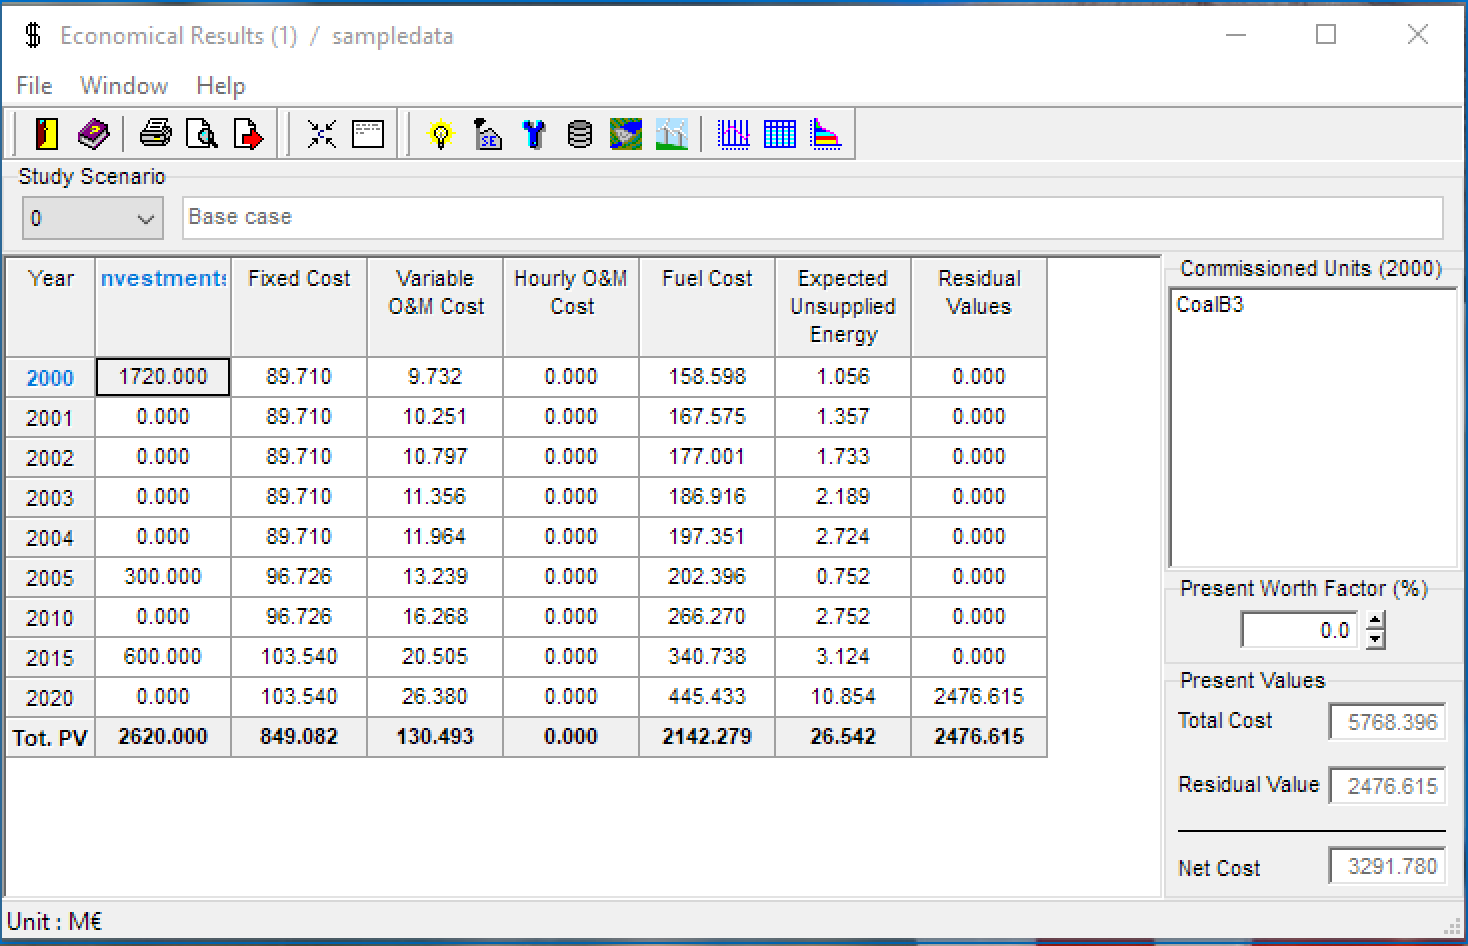 Economical Results (1) / sampledata
File Window Help
SE
Study Scenario
0 Base case
Year nvestments Fixed Cost Variable O&M Cost Hourly O&M Cost Fuel Cost Expected Unsupplied Energy Residual Values
2000 1720.000 89.710 9.732 0.000 158.598 1.056 0.000
2001 0.000 89.710 10.251 0.000 167.575 1.357 0.000
2002 0.000 89.710 10.797 0.000 177.001 1.733 0.000
2003 0.000 89.710 11.356 0.000 186.916 2.189 0.000
2004 0.000 89.710 11.964 0.000 197.351 2.724 0.000
2005 300.000 96.726 13.239 0.000 202.396 0.752 0.000
2010 0.000 96.726 16.268 0.000 266.270 2.752 0.000
2015 600.000 103.540 20.505 0.000 340.738 3.124 0.000
2020 0.000 103.540 26.380 0.000 445.433 10.854 2476.615
Tot. PV 2620.000 849.082 130.493 0.000 2142.279 26.542 2476.615
Commissioned Units (2000)
CoalB3
Present Worth Factor (%)
0.0
Present Values
Total Cost 5768.396
Residual Value 2476.615
Net Cost 3291.780
Unit : M€